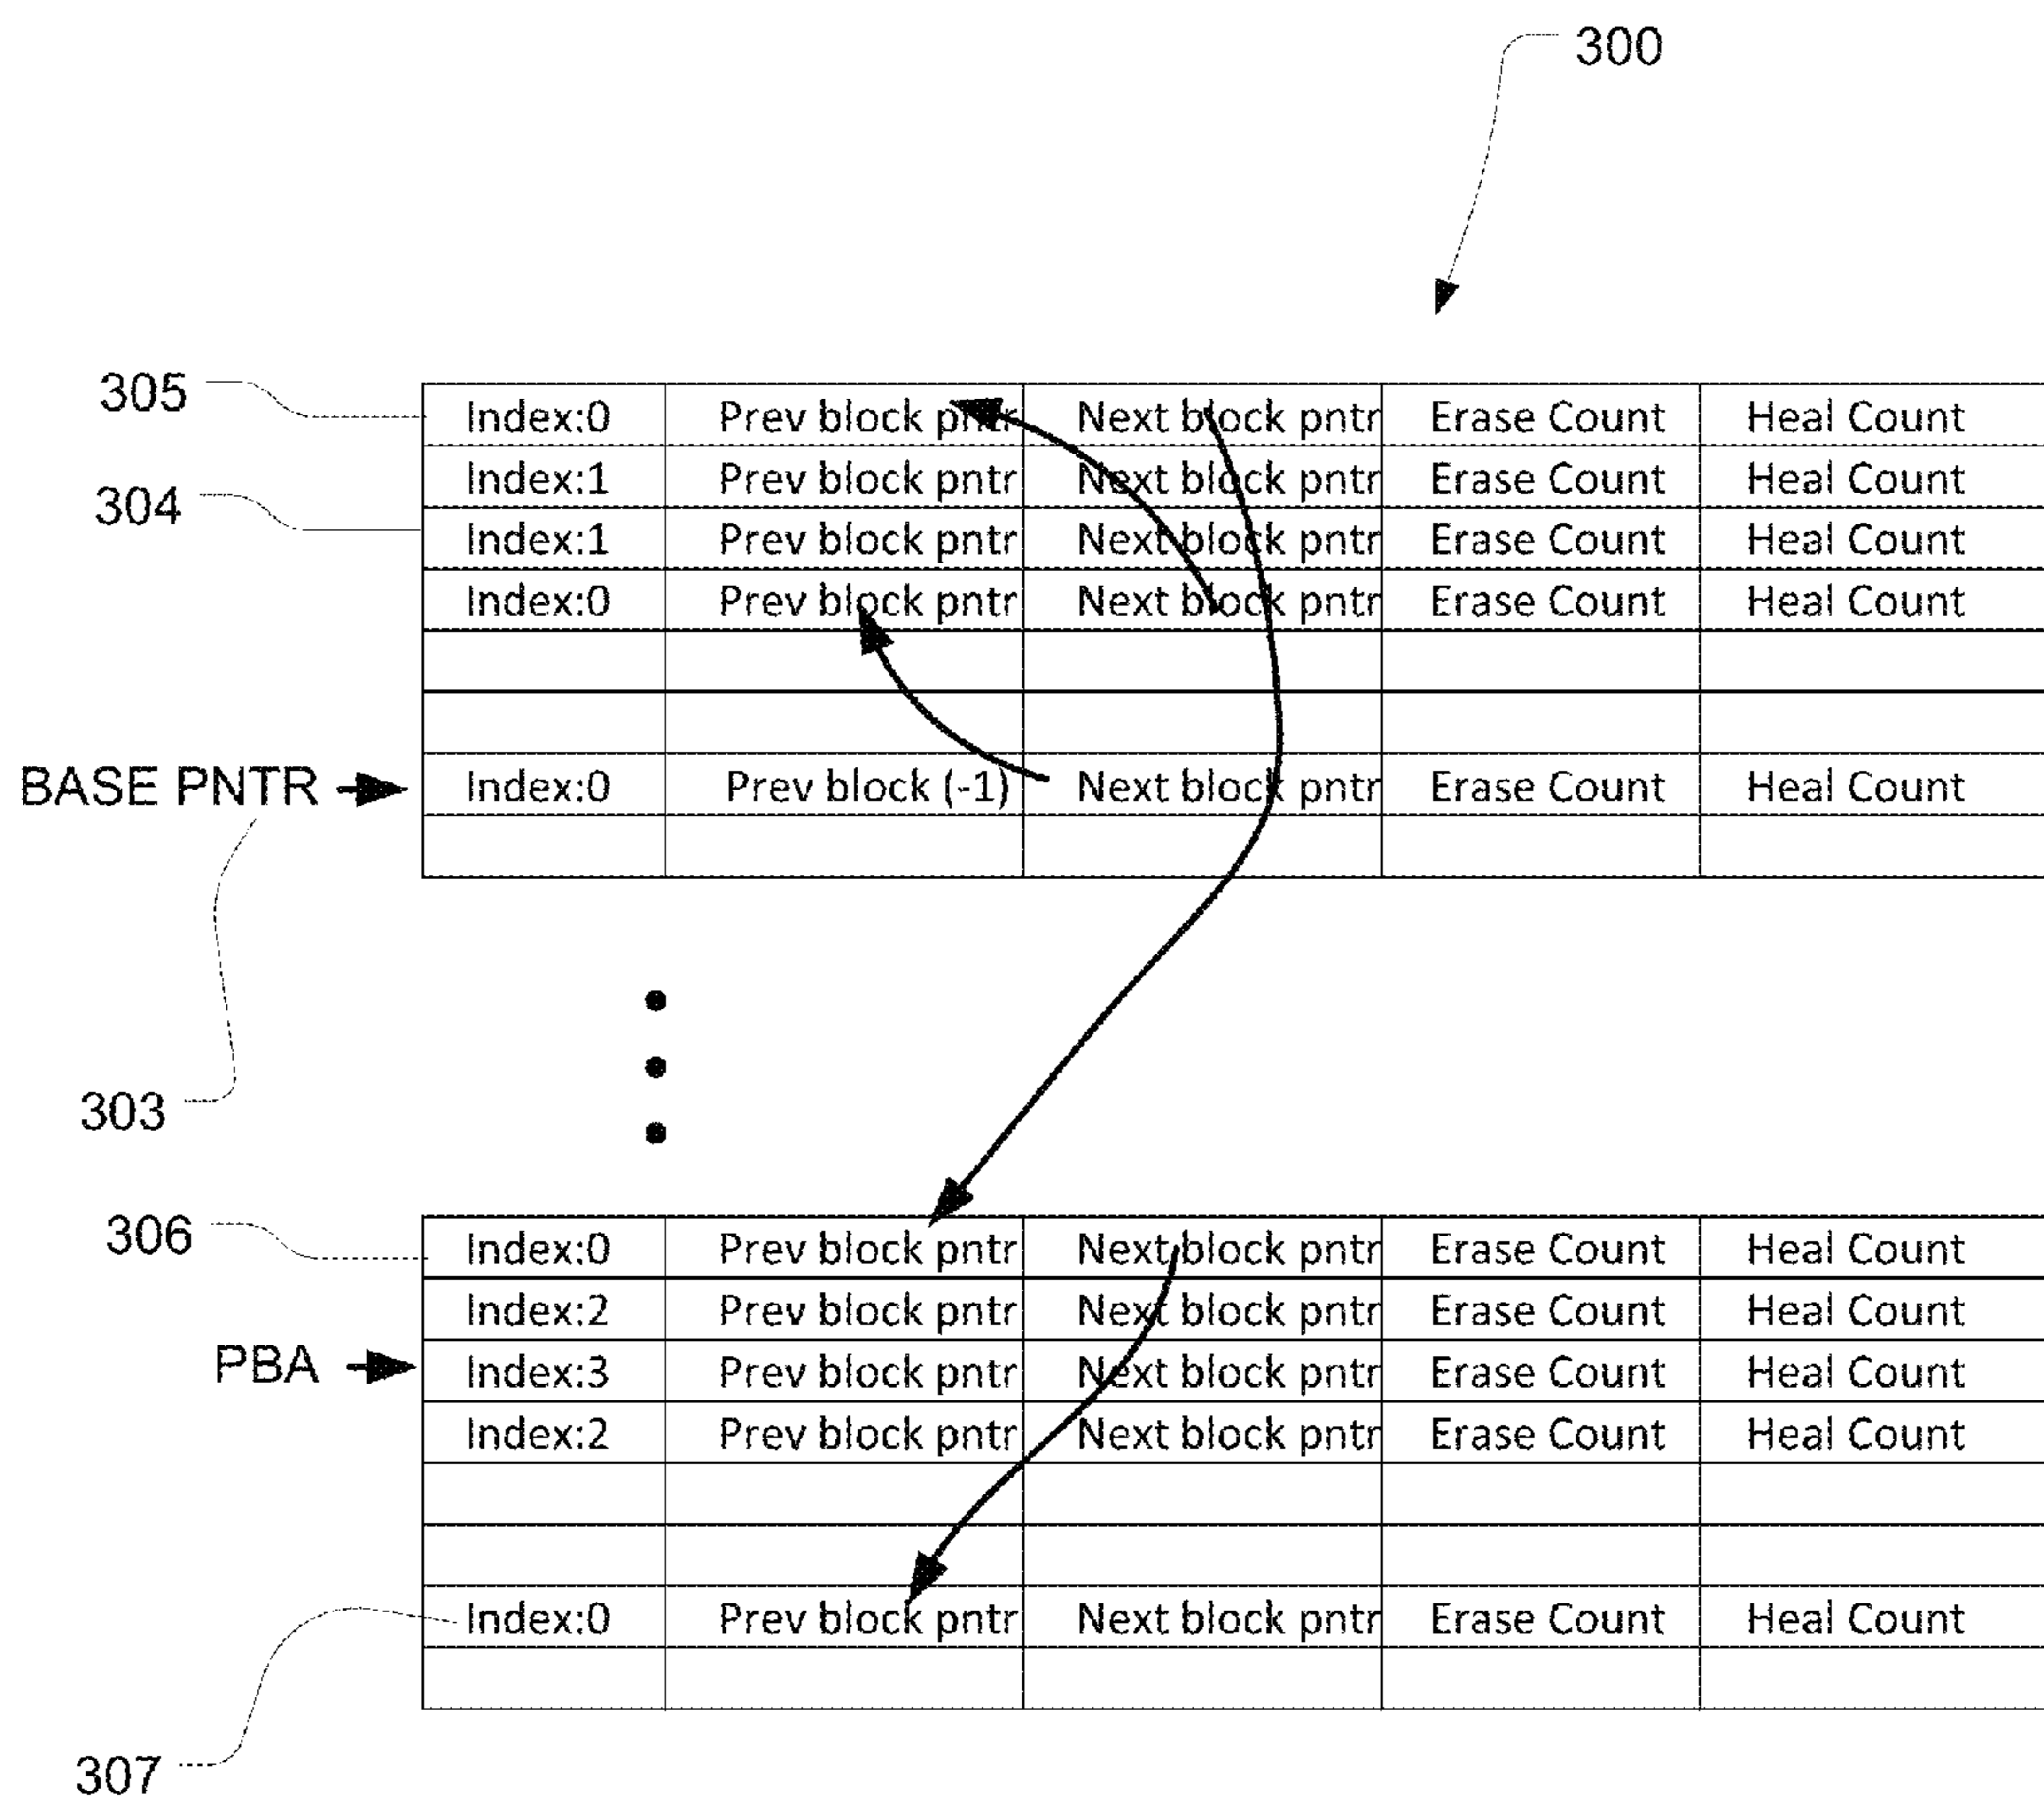 300
305 Index:0 Prev block pntr Next block pntr Erase Count Heal Count
Index:1 Prev block pntr Next block pntr Erase Count Heal Count
304 Index:1 Prev block pntr Next block pntr Erase Count Heal Count
Index:0 Prev block pntr Next block pntr Erase Count Heal Count
BASE PNTR Index:0 Prev block (-1) Next block pntr Erase Count Heal Count
303
306 Index:0 Prev block pntr Next block pntr Erase Count Heal Count
Index:2 Prev block pntr Next block pntr Erase Count Heal Count
PBA Index:3 Prev block pntr Next block pntr Erase Count Heal Count
Index:2 Prev block pntr Next block pntr Erase Count Heal Count
Index:0 Prev block pntr Next block pntr Erase Count Heal Count
307